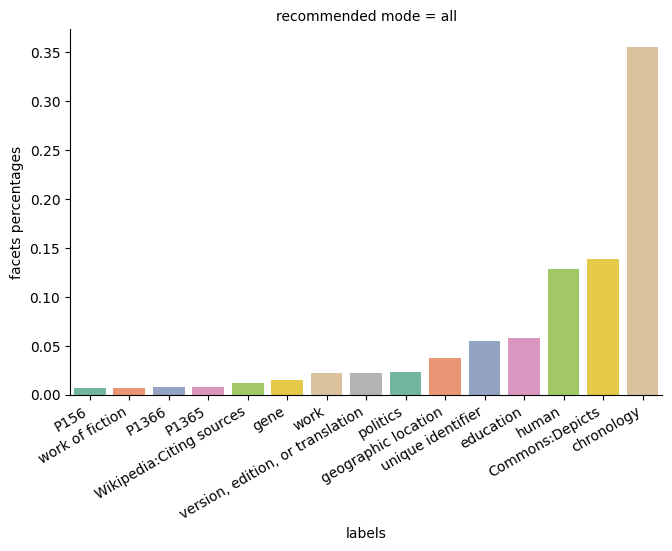 recommended mode = all
facets percentages
0.35
0.30
0.25
0.20
0.15
0.10
0.05
0.00
P156
work of fiction
P1366
P1365
Wikipedia:Citing sources
gene
work
version, edition, or translation
politics
geographic location
unique identifier
education
human
Commons:Depicts
chronology
labels